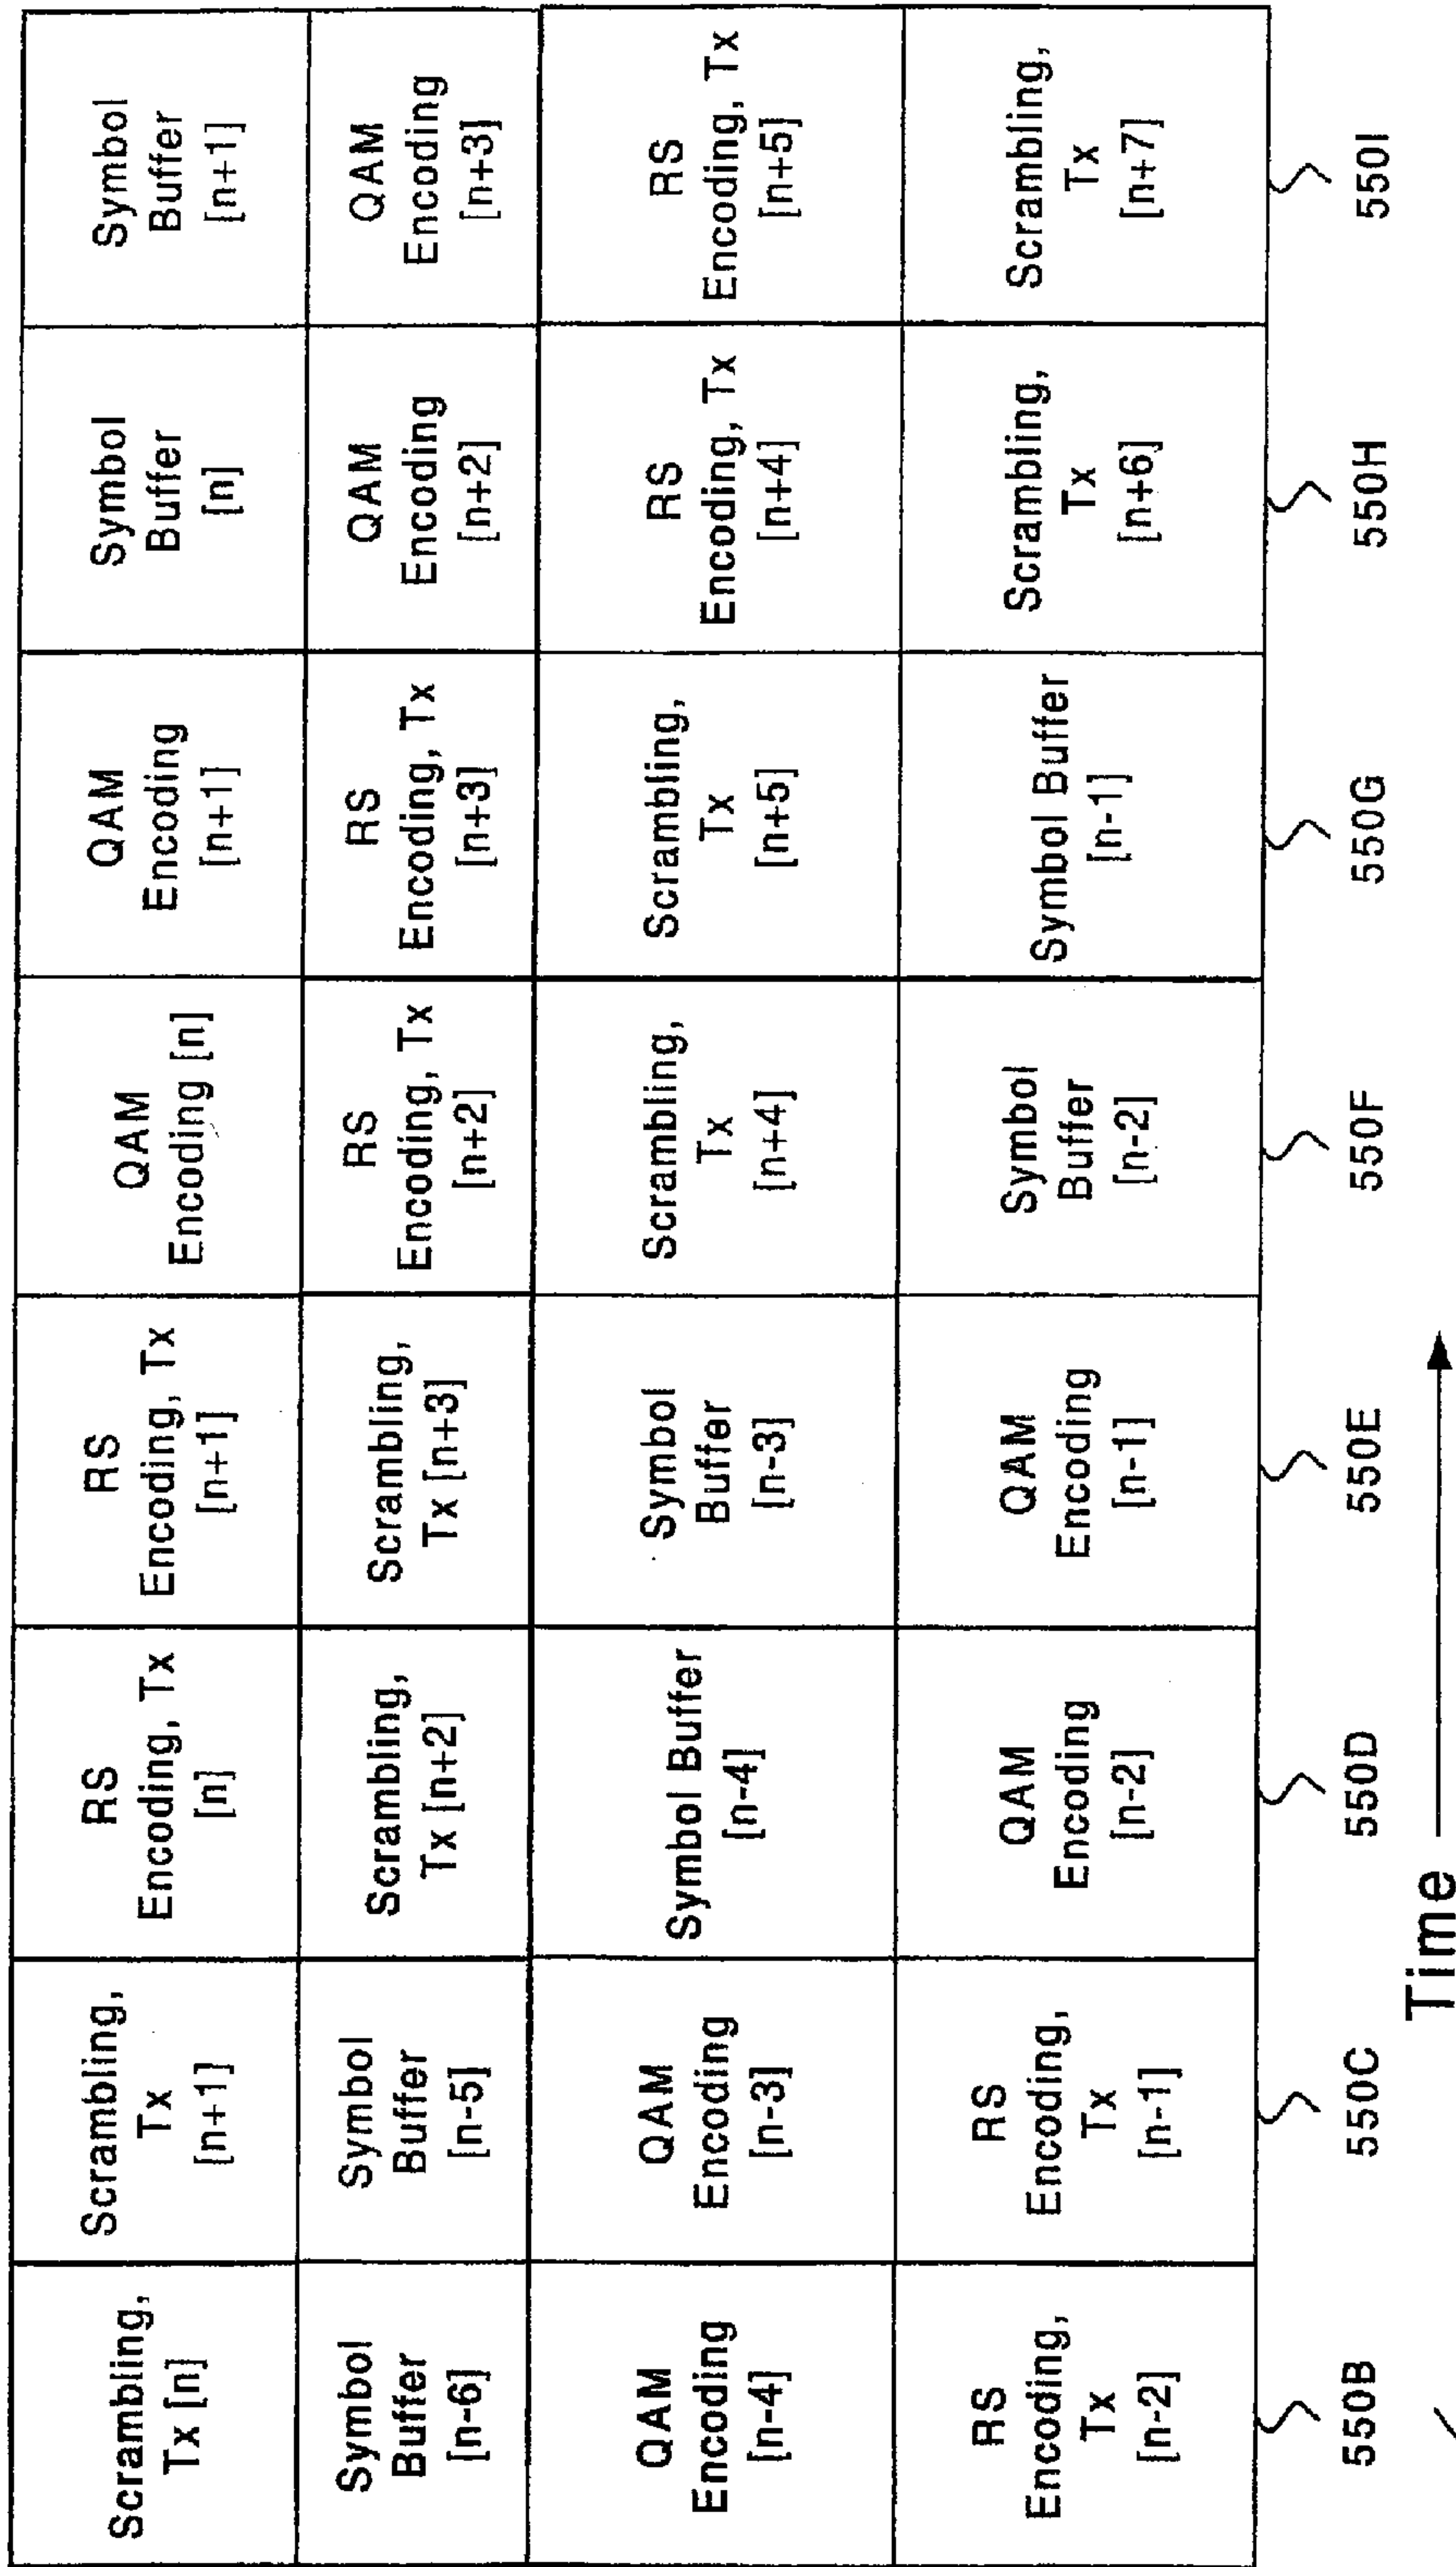 Scrambling,
Tx [n]
Scrambling,
Tx
[n+1]
RS
Encoding, Tx
[n]
RS
Encoding, Tx
[n+1]
QAM
Encoding [n]
QAM
Encoding
[n+1]
Symbol
Buffer
[n]
Symbol
Buffer
[n+1]
Symbol
Buffer
[n-6]
Symbol
Buffer
[n-5]
Scrambling,
Tx [n+2]
Scrambling,
Tx [n+3]
RS
Encoding, Tx
[n+2]
RS
Encoding, Tx
[n+3]
QAM
Encoding
[n+2]
QAM
Encoding
[n+3]
QAM
Encoding
[n-4]
QAM
Encoding
[n-3]
Symbol Buffer
[n-4]
Symbol
Buffer
[n-3]
Scrambling,
Tx
[n+4]
Scrambling,
Tx
[n+5]
RS
Encoding, Tx
[n+4]
RS
Encoding, Tx
[n+5]
RS
Encoding,
Tx
[n-2]
RS
Encoding,
Tx
[n-1]
QAM
Encoding
[n-2]
QAM
Encoding
[n-1]
Symbol
Buffer
[n-2]
Symbol Buffer
[n-1]
Scrambling,
Tx
[n+6]
Scrambling,
Tx
[n+7]
550B
550C
550D
550E
550F
550G
550H
550I
Time